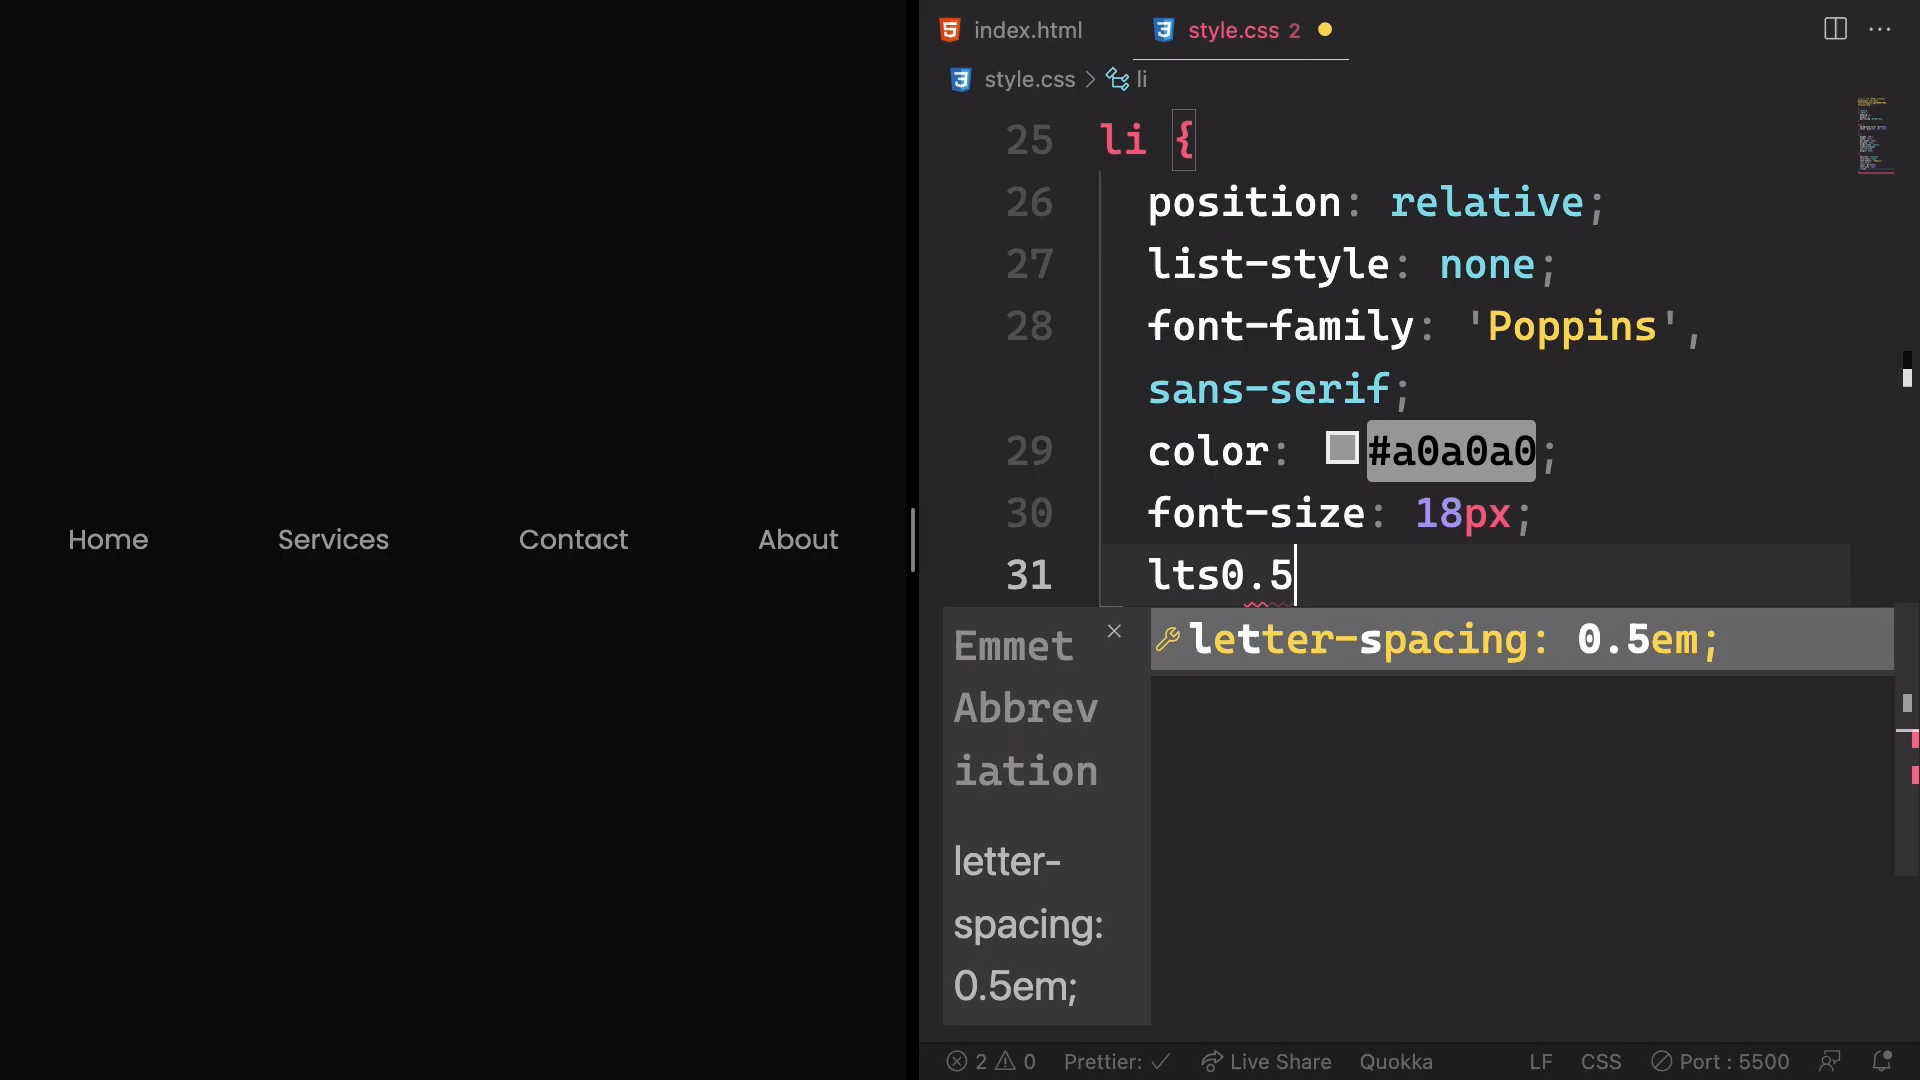 index.html
style.css 2
style.css > li
25 li {
26 position: relative;
27 list-style: none;
28 font-family: 'Poppins',
sans-serif;
29 color: #a0a0a0;
30 font-size: 18px;
31 lts0.5
Home Services Contact About
letter-spacing: 0.5em;
Emmet
Abbrev
iation
letter-
spacing:
0.5em;
2 0 Prettier: Live Share Quokka LF CSS Port : 5500